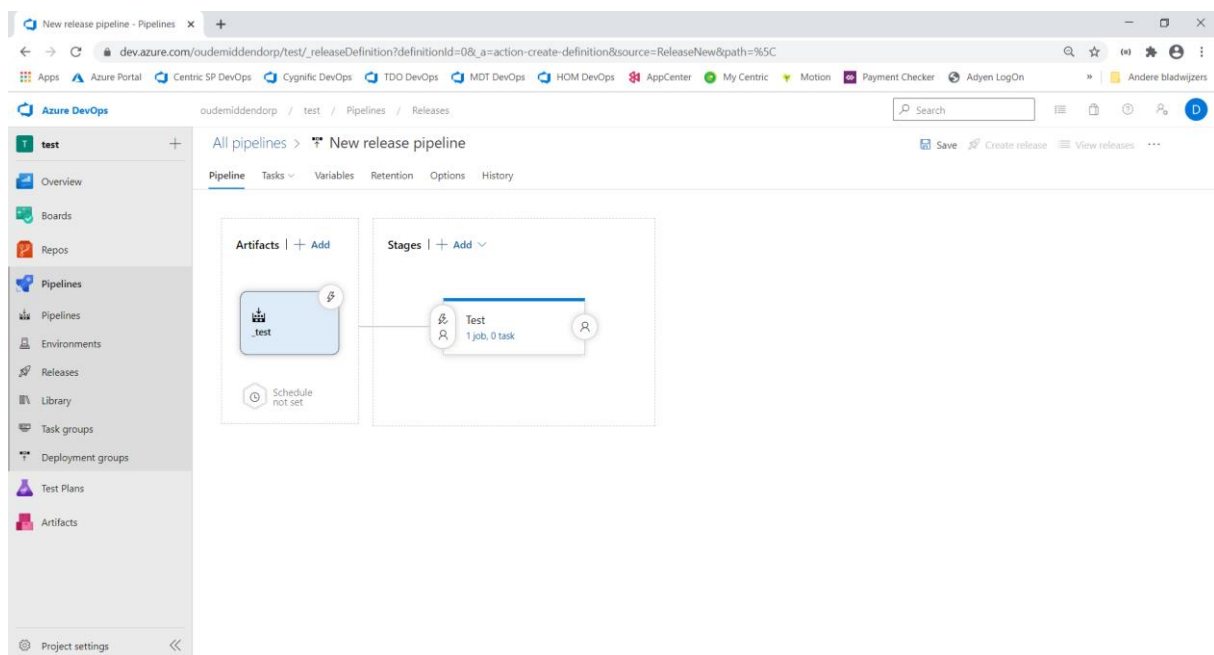 New release pipeline - Pipelines
dev.azure.com/oudemiddendorp/test/_releaseDefinition?definitionId=0&_a=action-create-definition&source=ReleaseNew&path=%5C
Apps Azure Portal Centric SP DevOps Cygnific DevOps TDO DevOps MDT DevOps HOM DevOps AppCenter My Centric Motion Payment Checker Adyen LogOn » Andere bladwijzers
Azure DevOps oudemiddendorp / test / Pipelines / Releases Search D
T test
All pipelines > New release pipeline Save Create release View releases ...
Pipeline Tasks Variables Retention Options History
Overview
Boards
Repos
Pipelines
Pipelines
Environments
Releases
Library
Task groups
Deployment groups
Test Plans
Artifacts
Project settings
Artifacts | + Add
Stages | + Add
_test
Test
1 job, 0 task
Schedule
not set